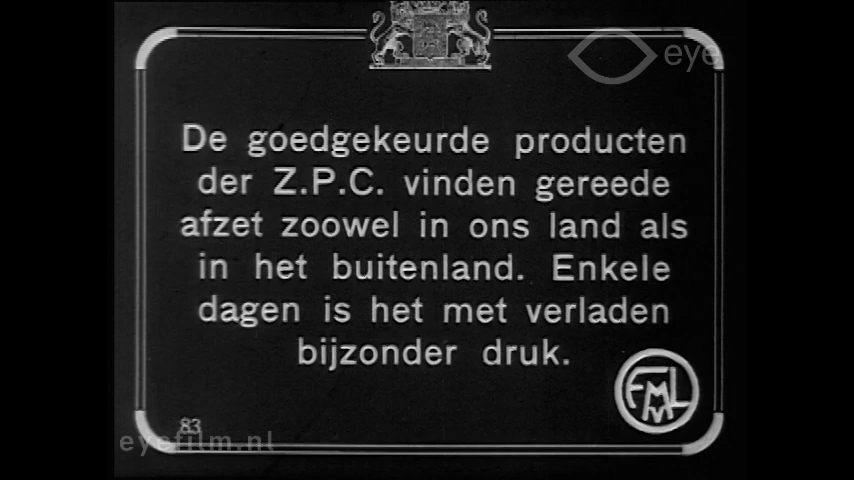 eye
De goedgekeurde producten
der Z.P.C. vinden gereede
afzet zoowel in ons land als
in het buitenland. Enkele
dagen is het met verladen
bijzonder druk.
FMML
83
eyefilm.nl